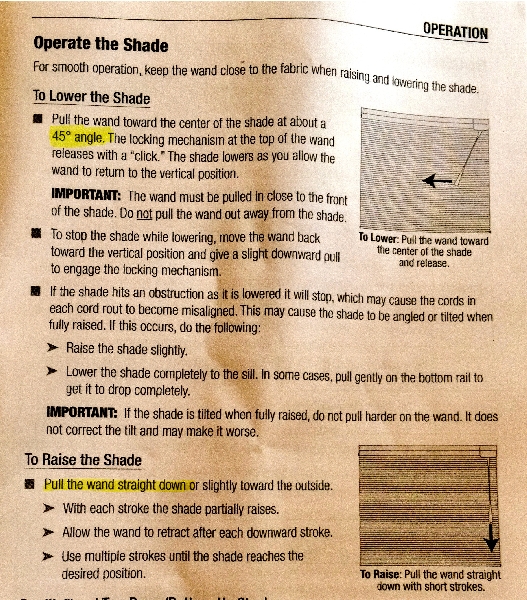 OPERATION
Operate the Shade
For smooth operation, keep the wand close to the fabric when raising and lowering the shade.
To Lower the Shade
■ Pull the wand toward the center of the shade at about a
45° angle. The locking mechanism at the top of the wand
releases with a "click." The shade lowers as you allow the
wand to return to the vertical position.
IMPORTANT: The wand must be pulled in close to the front
of the shade. Do not pull the wand out away from the shade.
■ To stop the shade while lowering, move the wand back
toward the vertical position and give a slight downward pull
to engage the locking mechanism.
To Lower: Pull the wand toward
the center of the shade
and release.
■ If the shade hits an obstruction as it is lowered it will stop, which may cause the cords in
each cord rout to become misaligned. This may cause the shade to be angled or tilted when
fully raised. If this occurs, do the following:
➤ Raise the shade slightly.
➤ Lower the shade completely to the sill. In some cases, pull gently on the bottom rail to
get it to drop completely.
IMPORTANT: If the shade is tilted when fully raised, do not pull harder on the wand. It does
not correct the tilt and may make it worse.
To Raise the Shade
■ Pull the wand straight down or slightly toward the outside.
➤ With each stroke the shade partially raises.
➤ Allow the wand to retract after each downward stroke.
➤ Use multiple strokes until the shade reaches the
desired position.
To Raise: Pull the wand straight
down with short strokes.